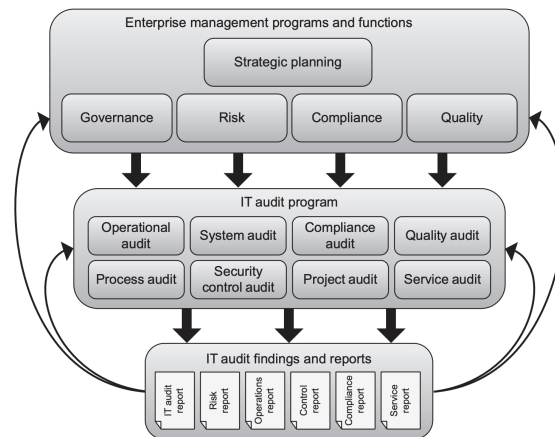 Enterprise management programs and functions
Strategic planning
Governance
Risk
Compliance
Quality
IT audit program
Operational
audit
System audit
Compliance
audit
Quality audit
Process audit
Security
control audit
Project audit
Service audit
IT audit findings and reports
IT audit
report
Risk
report
Operations
report
Control
report
Compliance
report
Service
report